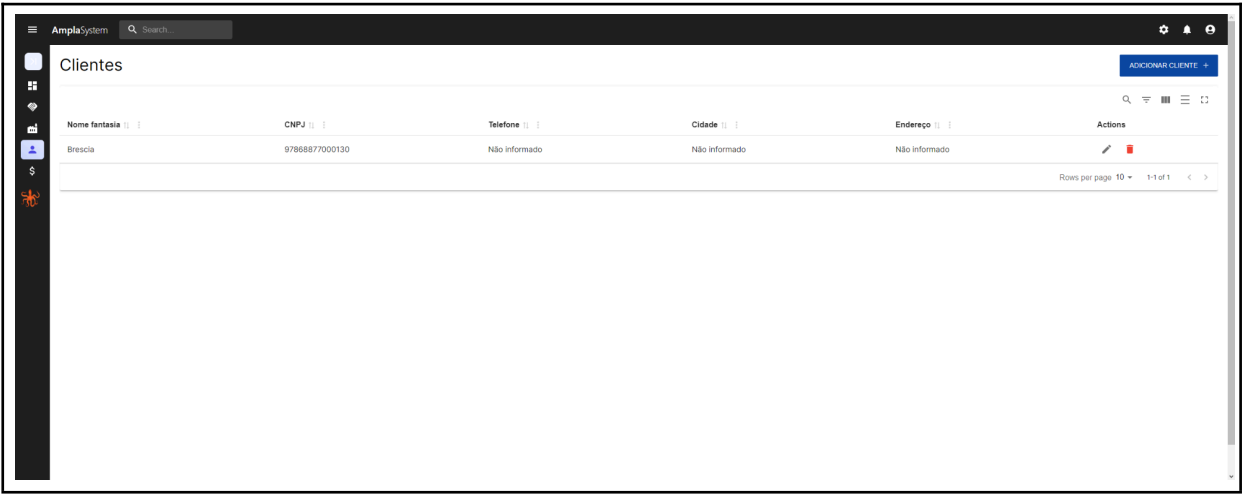 AmplaSystem Search...
Clientes
ADICIONAR CLIENTE +
Nome fantasia CNPJ Telefone Cidade Endereço Actions
Brescia 97868877000130 Não informado Não informado Não informado
Rows per page 10 1-1 of 1
$